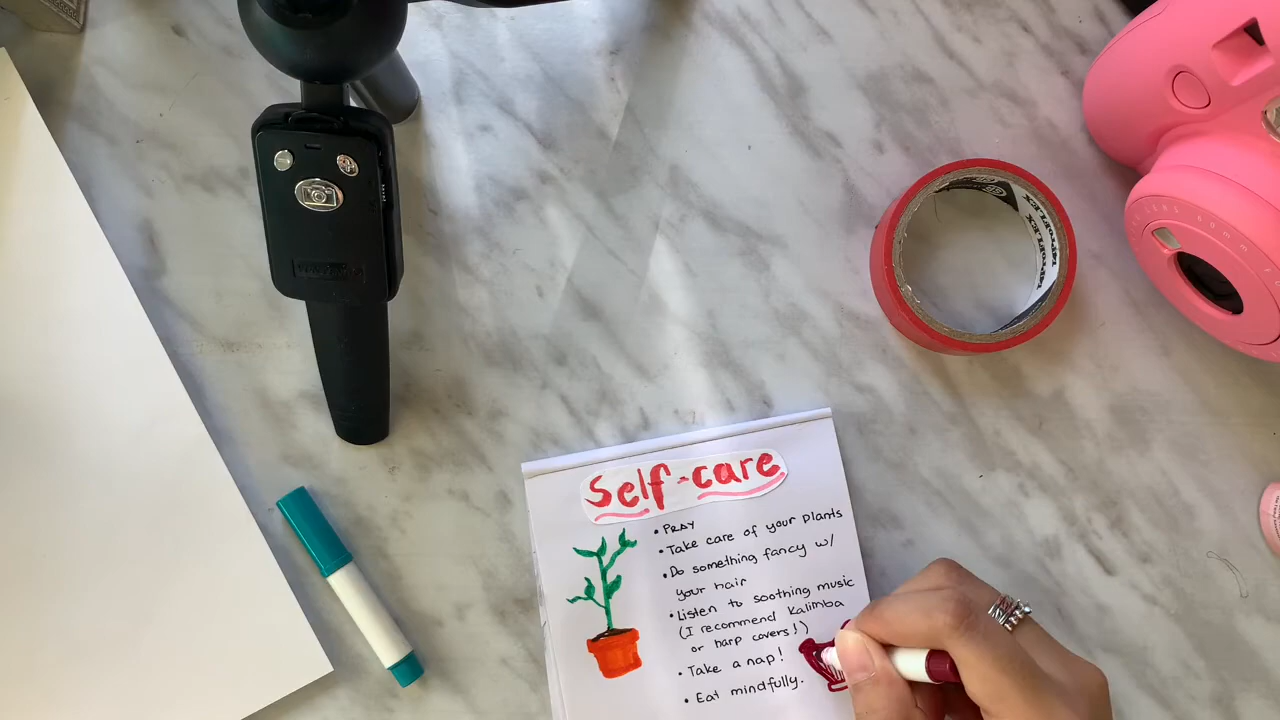 Self-care
• PRAY
• Take care of your plants
• Do something fancy w/
your hair
• Listen to soothing music
(I recommend Kalimba
or harp covers!)
• Take a nap!
• Eat mindfully.